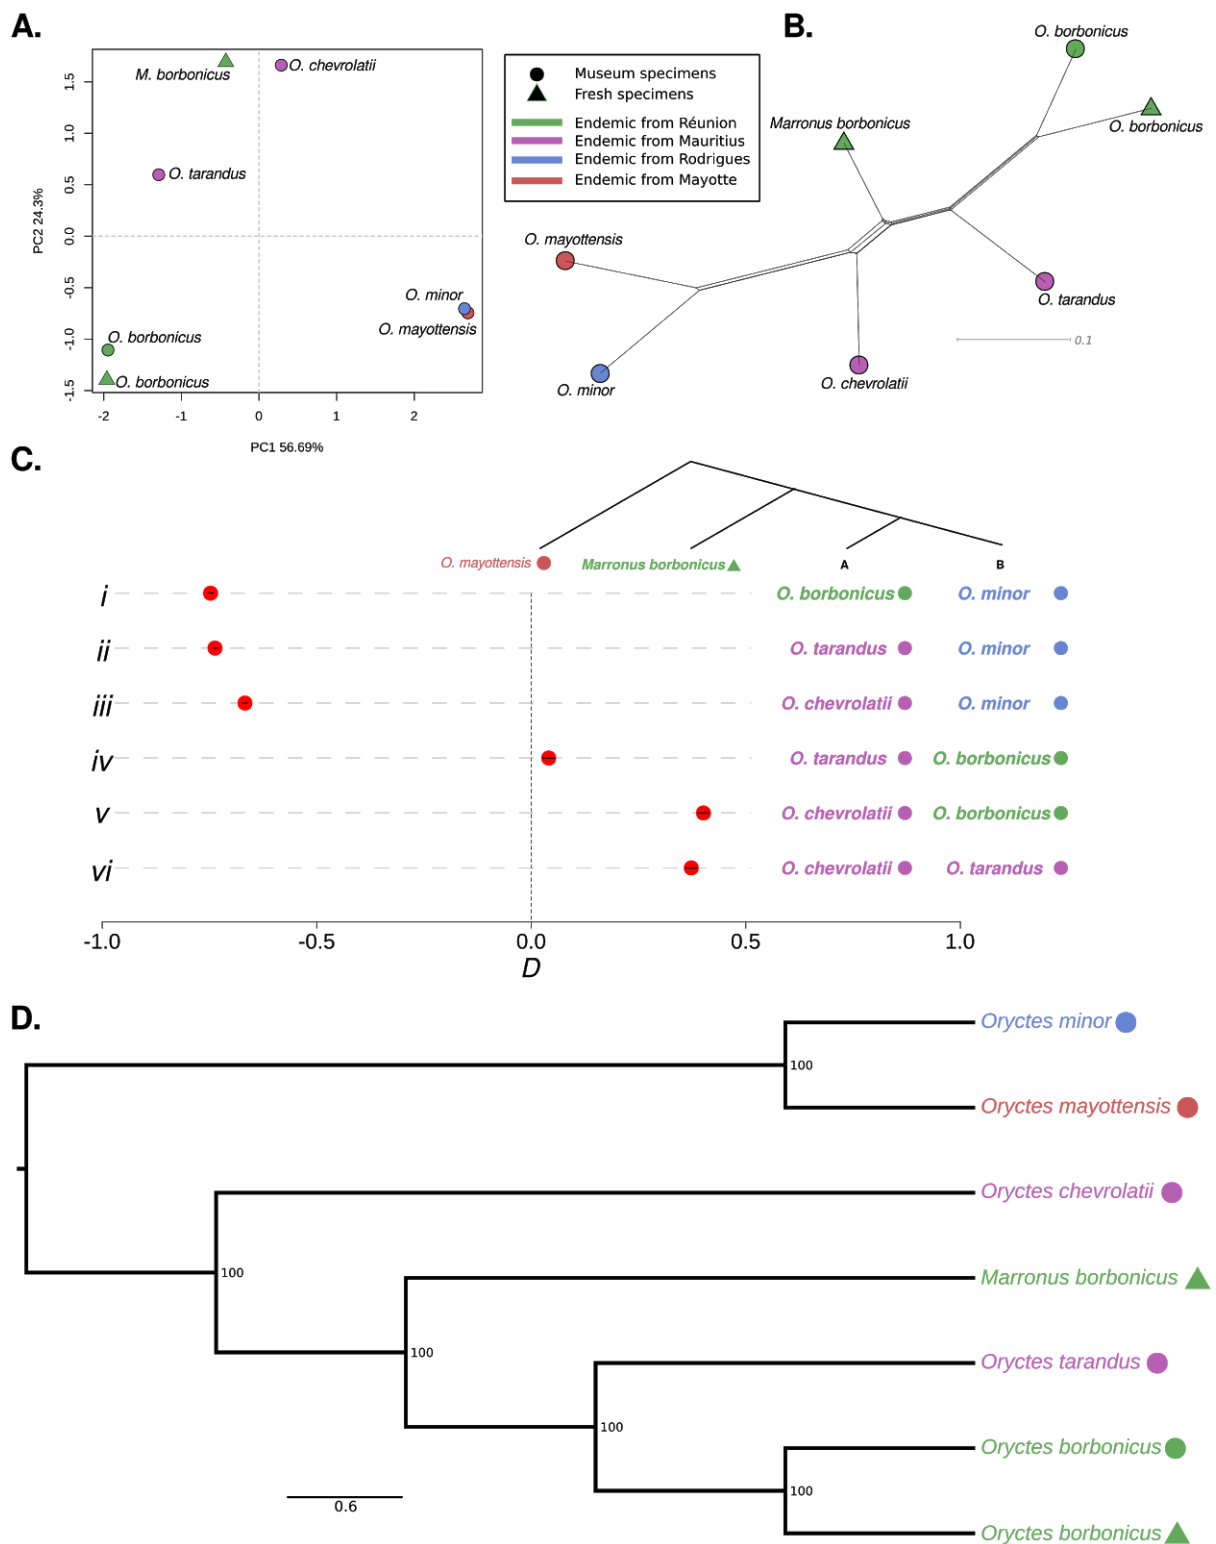 A.
M. borbonicus
O. chevrolatii
O. tarandus
O. minor
O. mayottensis
O. borbonicus
O. borbonicus
1.5
1.0
0.5
0.0
-0.5
-1.0
-1.5
PC2 24.3%
-2 -1 0 1 2
PC1 56.69%
Museum specimens
Fresh specimens
Endemic from Réunion
Endemic from Mauritius
Endemic from Rodrigues
Endemic from Mayotte
B.
O. borbonicus
O. borbonicus
Marronus borbonicus
O. mayottensis
O. tarandus
0.1
O. chevrolatii
O. minor
C.
O. mayottensis Marronus borbonicus A B
i O. borbonicus O. minor
ii O. tarandus O. minor
iii O. chevrolatii O. minor
iv O. tarandus O. borbonicus
v O. chevrolatii O. borbonicus
vi O. chevrolatii O. tarandus
-1.0 -0.5 0.0 0.5 1.0
D
D.
Oryctes minor
100
Oryctes mayottensis
Oryctes chevrolatii
100
Marronus borbonicus
100
Oryctes tarandus
100
Oryctes borbonicus
100
0.6
Oryctes borbonicus